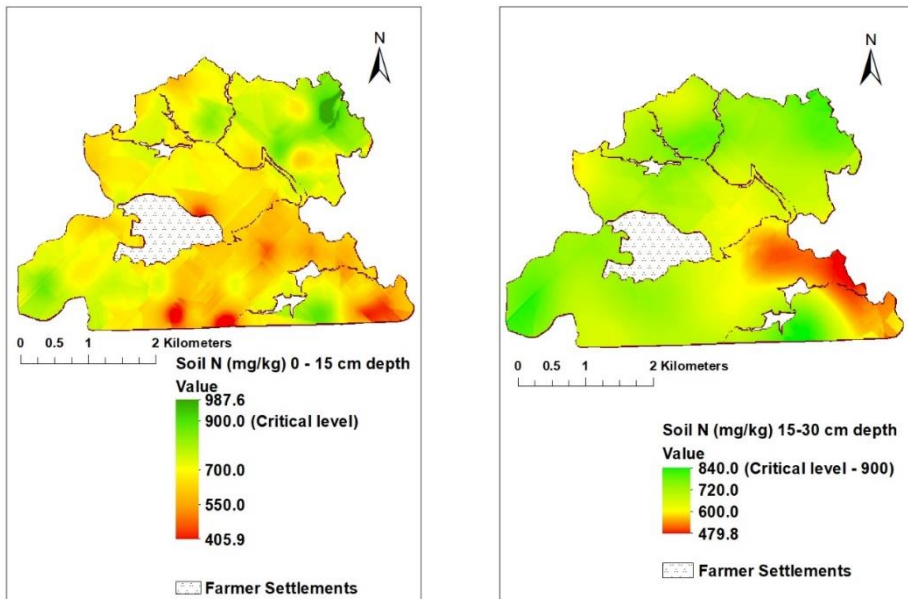 N
0 0.5 1 2 Kilometers
Soil N (mg/kg) 0 - 15 cm depth
Value
987.6
900.0 (Critical level)
700.0
550.0
405.9
Farmer Settlements
N
0 0.5 1 2 Kilometers
Soil N (mg/kg) 15-30 cm depth
Value
840.0 (Critical level - 900)
720.0
600.0
479.8
Farmer Settlements